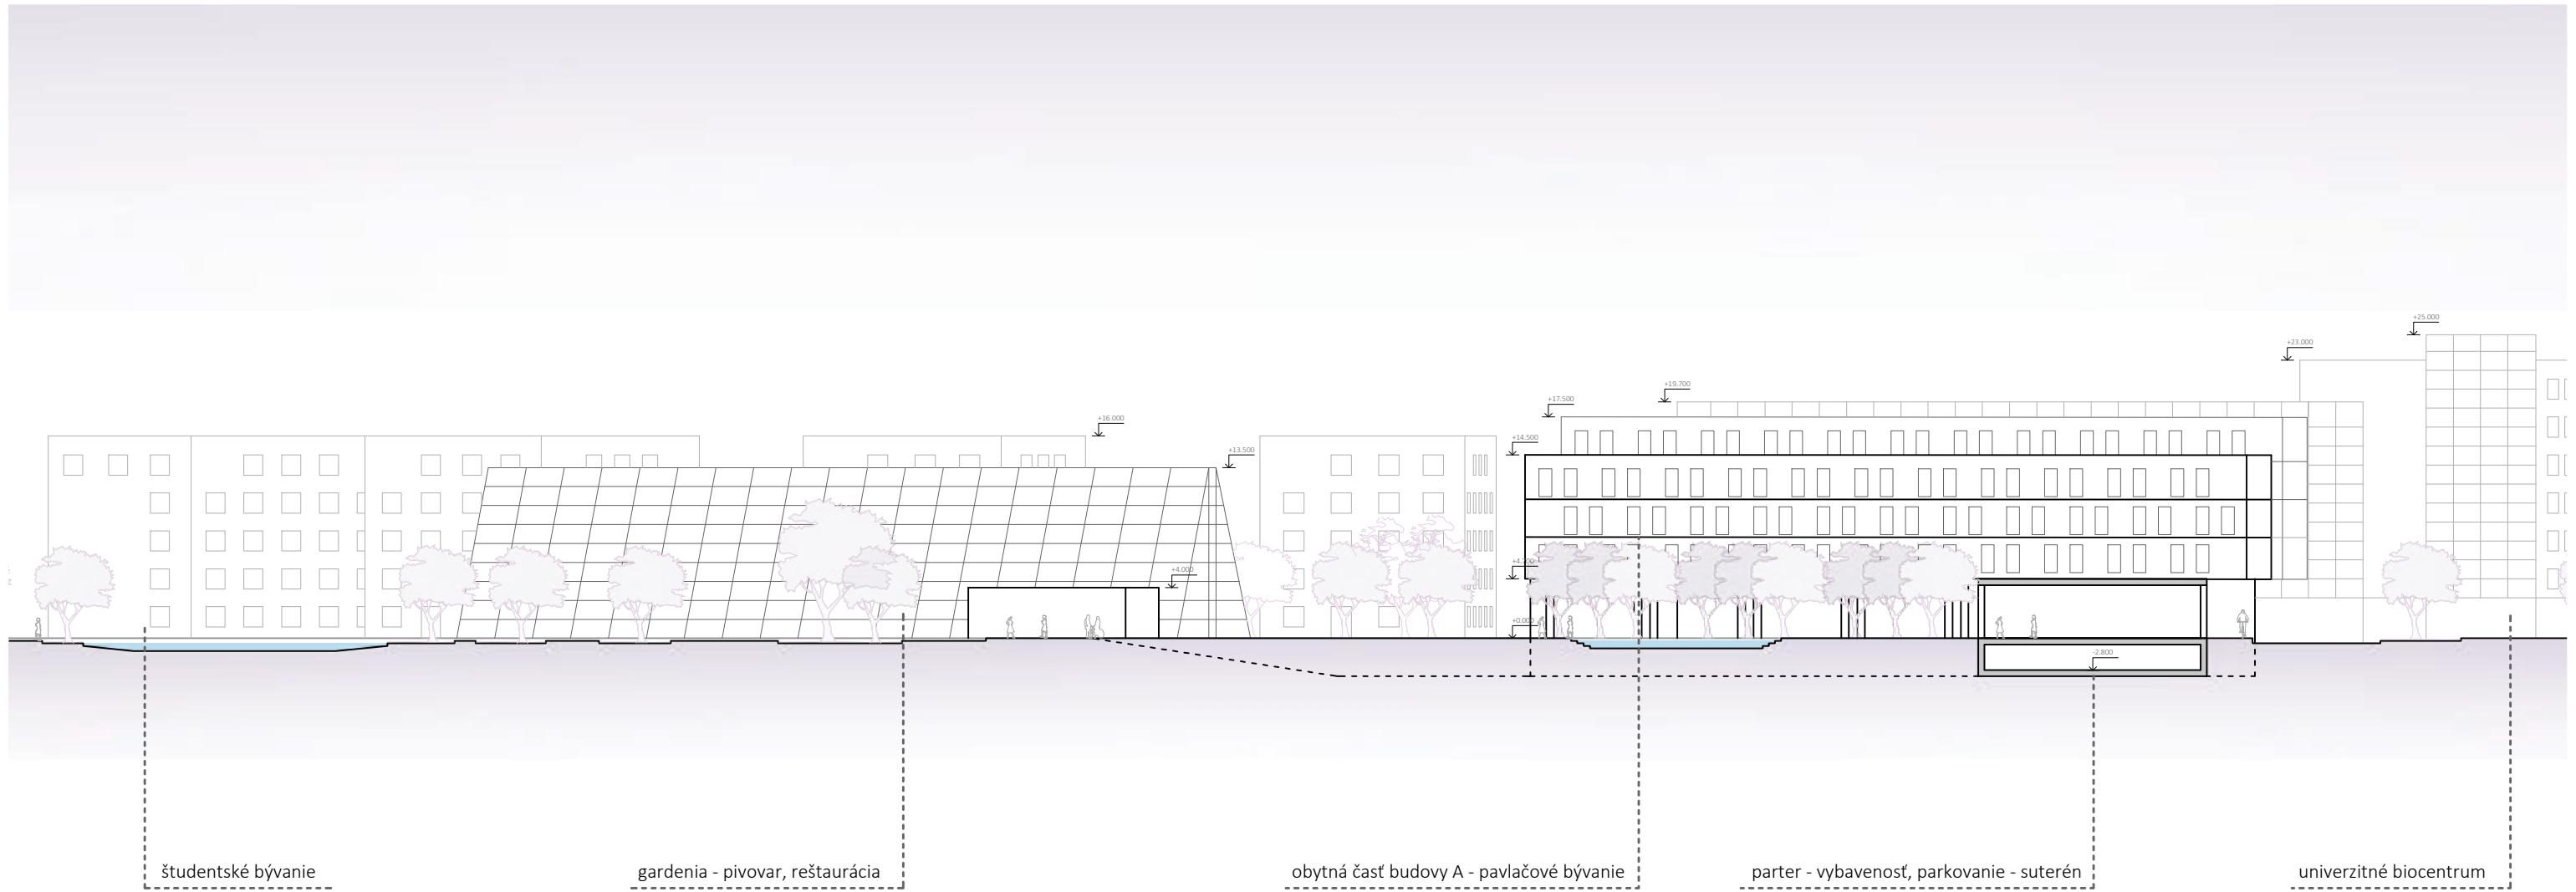 +25.000
+23.000
+19.700
+17.500
+16.000
+14.500
+13.500
+4.000
+0.000
-2.800
študentské bývanie
gardenia - pivovar, reštaurácia
obytná časť budovy A - pavlačové bývanie
parter - vybavenosť, parkovanie - suterén
univerzitné biocentrum